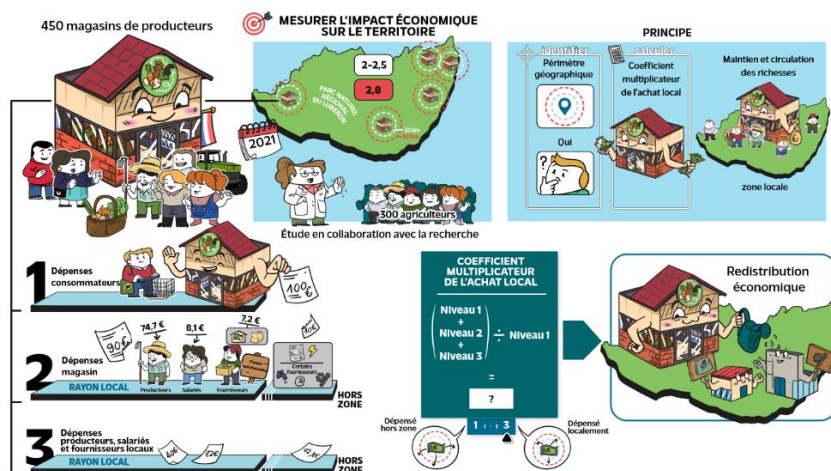 450 magasins de producteurs
MESURER L'IMPACT ÉCONOMIQUE
SUR LE TERRITOIRE
2-2,5
2,8
PARC NATUREL
RÉGIONAL
DU LUBERON
30 km
80 km
2021
300 agriculteurs
Étude en collaboration avec la recherche
PRINCIPE
identifier
Périmètre
géographique
Qui
?
calculer
Coefficient
multiplicateur
de l'achat local
Maintien et circulation
des richesses
zone locale
1
Dépenses
consommateurs
100€
2
Dépenses
magasin
90€
74,7 €
8,1 €
7,2 €
10€
Producteurs
Salariés
Fournisseurs
Certains
fournisseurs
@
RAYON LOCAL
HORS
ZONE
3
Dépenses
producteurs, salariés
et fournisseurs locaux
RAYON LOCAL
HORS
ZONE
COEFFICIENT
MULTIPLICATEUR
DE L'ACHAT LOCAL
Niveau 1
+
Niveau 2
+
Niveau 3
÷ Niveau 1
=
?
Dépensé
hors zone
1
3
Dépensé
localement
Redistribution
économique